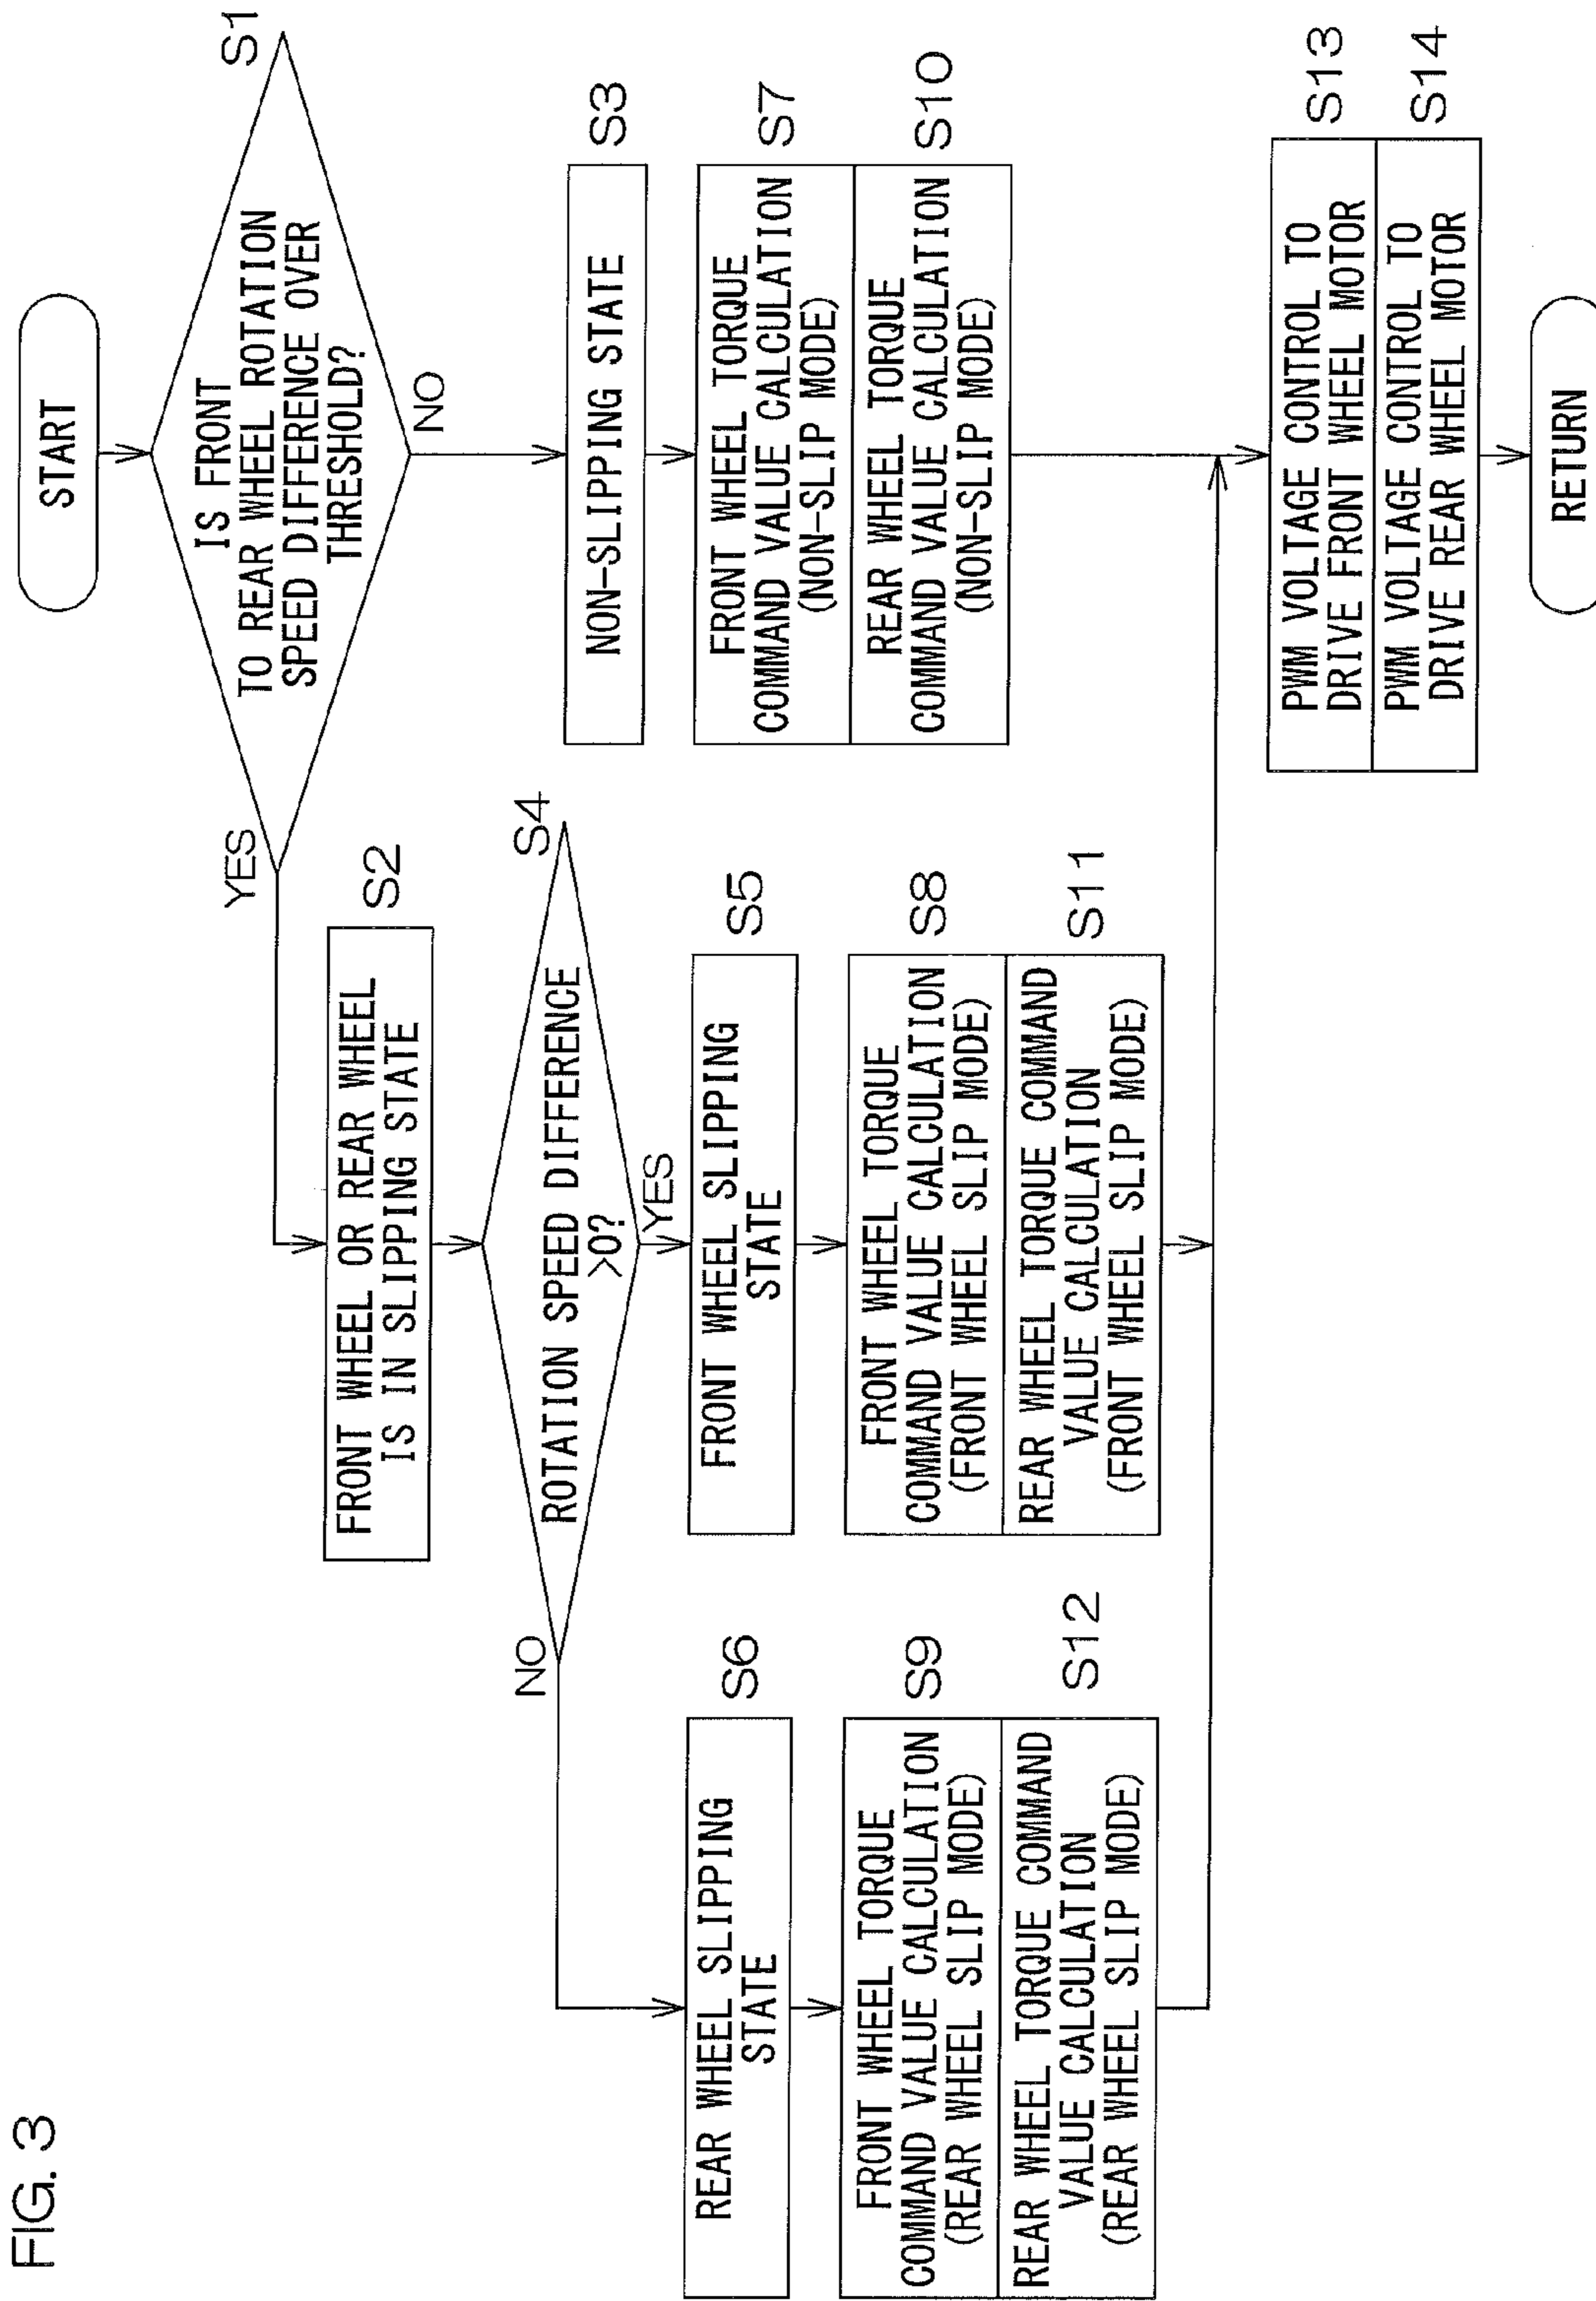 FIG. 3
START
IS FRONT
TO REAR WHEEL ROTATION
SPEED DIFFERENCE OVER
THRESHOLD?
S1
YES
NO
FRONT WHEEL OR REAR WHEEL
IS IN SLIPPING STATE
S2
ROTATION SPEED DIFFERENCE
>0?
S4
NO
YES
NON-SLIPPING STATE
S3
REAR WHEEL SLIPPING
STATE
S6
FRONT WHEEL SLIPPING
STATE
S5
FRONT WHEEL TORQUE
COMMAND VALUE CALCULATION
(NON-SLIP MODE)
S7
REAR WHEEL TORQUE
COMMAND VALUE CALCULATION
(NON-SLIP MODE)
S10
FRONT WHEEL TORQUE
COMMAND VALUE CALCULATION
(REAR WHEEL SLIP MODE)
S9
REAR WHEEL TORQUE COMMAND
VALUE CALCULATION
(REAR WHEEL SLIP MODE)
S12
FRONT WHEEL TORQUE
COMMAND VALUE CALCULATION
(FRONT WHEEL SLIP MODE)
S8
REAR WHEEL TORQUE COMMAND
VALUE CALCULATION
(FRONT WHEEL SLIP MODE)
S11
PWM VOLTAGE CONTROL TO
DRIVE FRONT WHEEL MOTOR
S13
PWM VOLTAGE CONTROL TO
DRIVE REAR WHEEL MOTOR
S14
RETURN